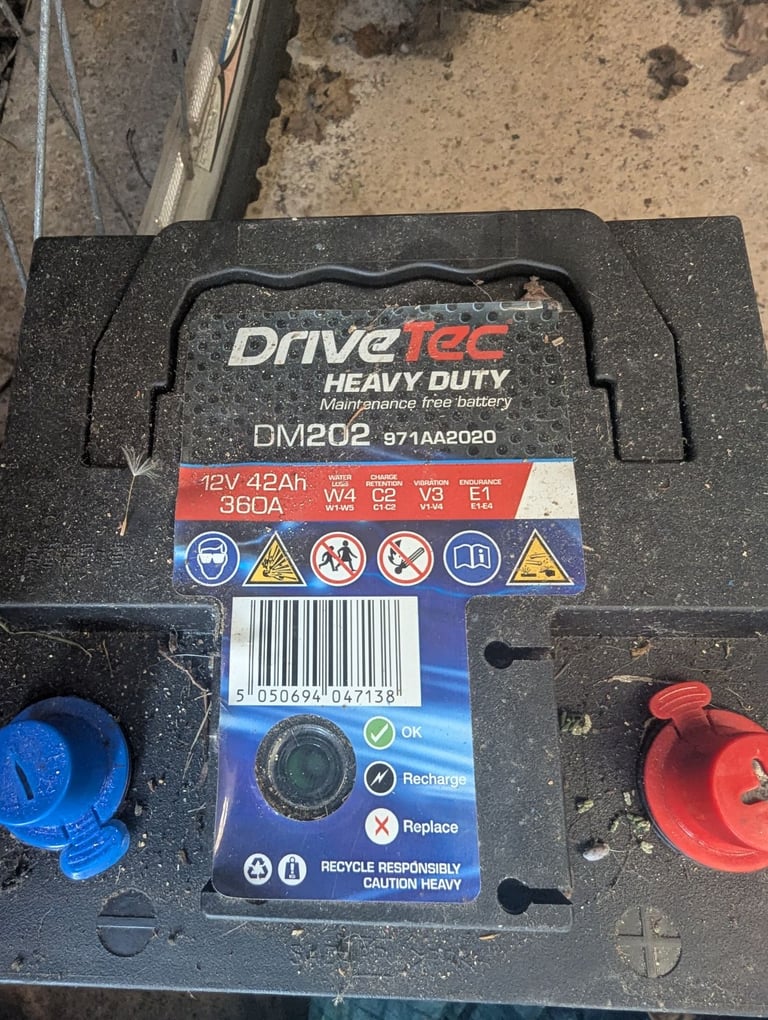 DRIVETEC
HEAVY DUTY
Maintenance free battery
DM202 971AA2020
12V 42Ah
360A
WATER LOSS
W4
W1-W5
CHARGE RETENTION
C2
C1-C2
VIBRATION
V3
V1-V4
ENDURANCE
E1
E1-E4
5 050694 047138
OK
Recharge
Replace
RECYCLE RESPONSIBLY
CAUTION HEAVY